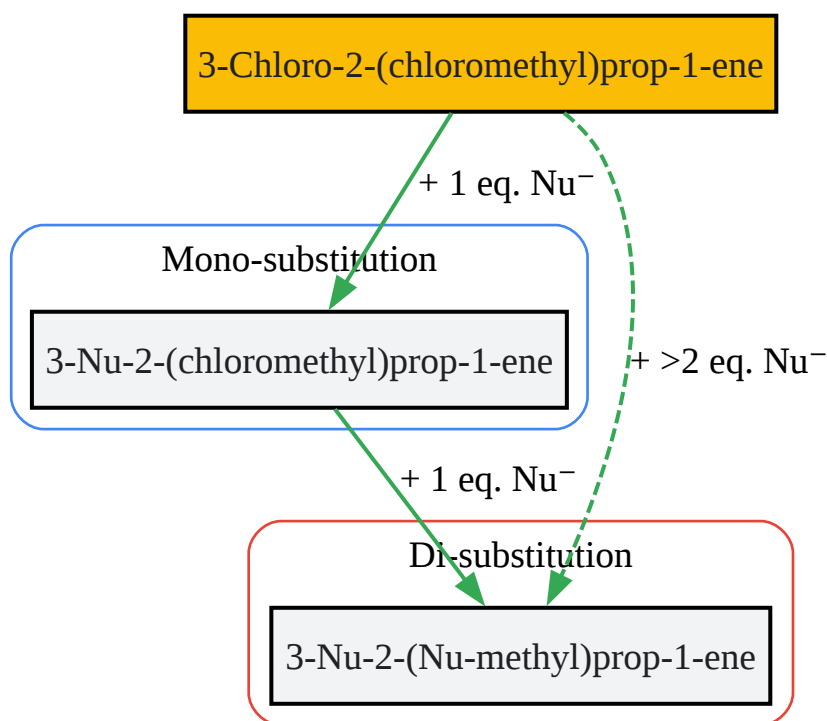 3-Chloro-2-(chloromethyl)prop-1-ene
+ 1 eq. Nu⁻
Mono-substitution
3-Nu-2-(chloromethyl)prop-1-ene
+ >2 eq. Nu⁻
+ 1 eq. Nu⁻
Di-substitution
3-Nu-2-(Nu-methyl)prop-1-ene